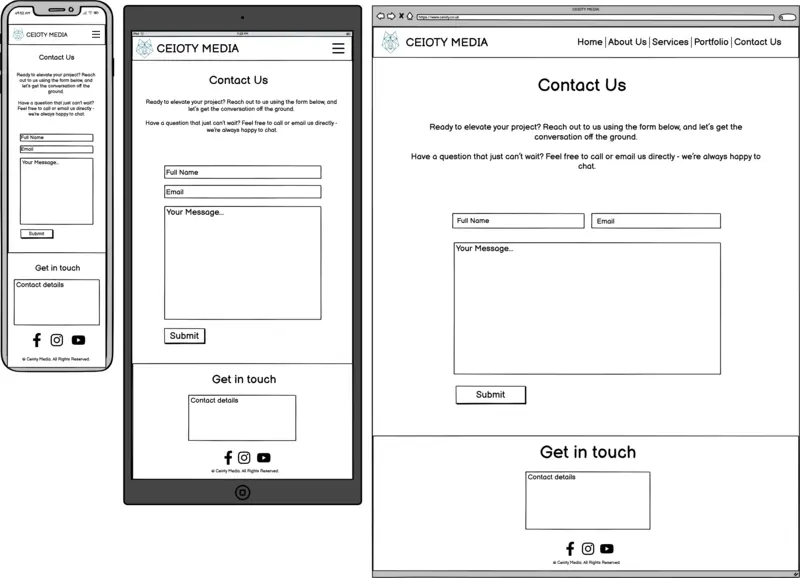 CEIOTY MEDIA
Contact Us
Ready to elevate your project? Reach
out to us using the form below, and
let's get the conversation off the
ground.
Have a question that just can't wait?
Feel free to call or email us directly -
we're always happy to chat.
Full Name
Email
Your Message...
Submit
Get in touch
Contact details
© Ceioty Media. All Rights Reserved.
CEIOTY MEDIA
Contact Us
Ready to elevate your project? Reach out to us using the form below, and
let's get the conversation off the ground.
Have a question that just can't wait? Feel free to call or email us directly -
we're always happy to chat.
Full Name
Email
Your Message...
Submit
Get in touch
Contact details
© Ceioty Media. All Rights Reserved.
CEIOTY MEDIA
https://www.ceioty.co.uk
CEIOTY MEDIA
Home | About Us | Services | Portfolio | Contact Us
Contact Us
Ready to elevate your project? Reach out to us using the form below, and let's get the
conversation off the ground.
Have a question that just can't wait? Feel free to call or email us directly - we're always happy to
chat.
Full Name
Email
Your Message...
Submit
Get in touch
Contact details
© Ceioty Media. All Rights Reserved.